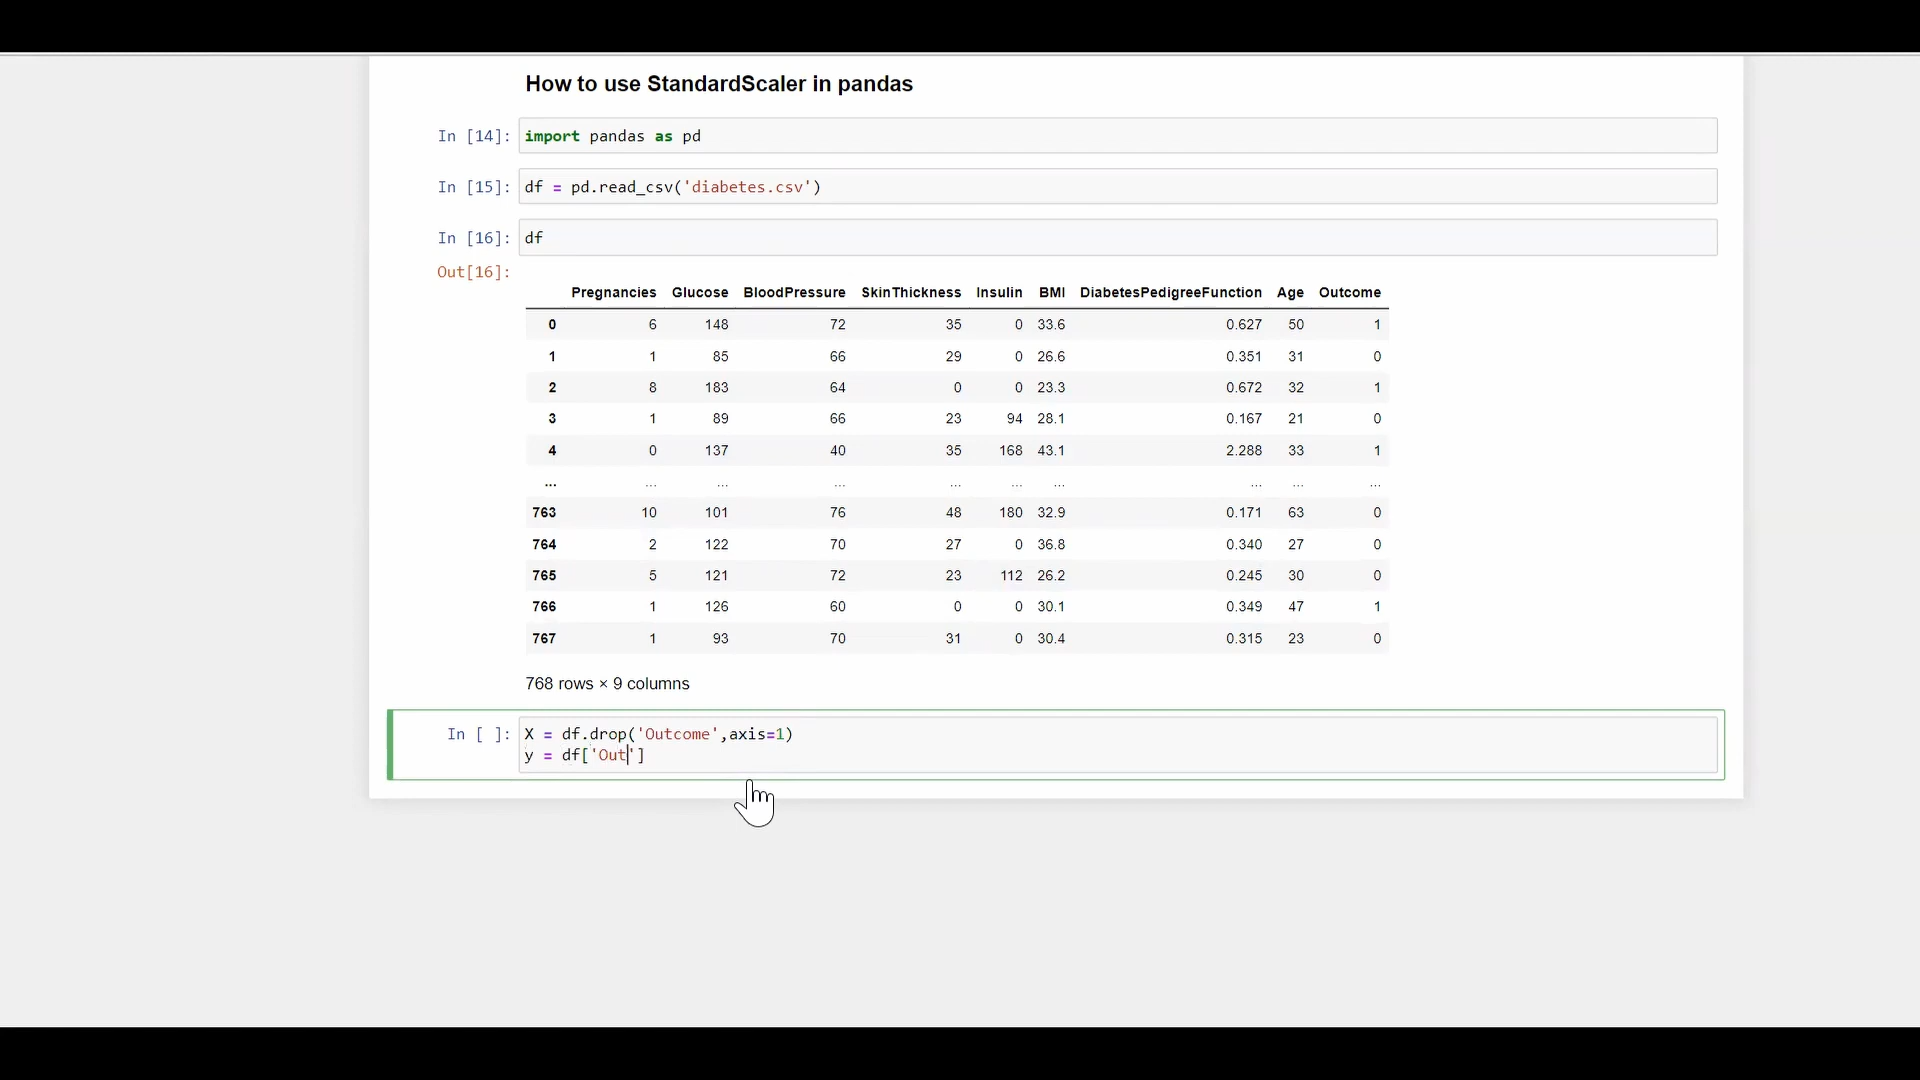 How to use StandardScaler in pandas
In [14]: import pandas as pd
In [15]: df = pd.read_csv('diabetes.csv')
In [16]: df
Out[16]:
Pregnancies Glucose BloodPressure SkinThickness Insulin BMI DiabetesPedigreeFunction Age Outcome
0 6 148 72 35 0 33.6 0.627 50 1
1 1 85 66 29 0 26.6 0.351 31 0
2 8 183 64 0 0 23.3 0.672 32 1
3 1 89 66 23 94 28.1 0.167 21 0
4 0 137 40 35 168 43.1 2.288 33 1
... ... ... ... ... ... ... ... ... ...
763 10 101 76 48 180 32.9 0.171 63 0
764 2 122 70 27 0 36.8 0.340 27 0
765 5 121 72 23 112 26.2 0.245 30 0
766 1 126 60 0 0 30.1 0.349 47 1
767 1 93 70 31 0 30.4 0.315 23 0
768 rows × 9 columns
In [ ]: X = df.drop('Outcome',axis=1)
y = df['Out']